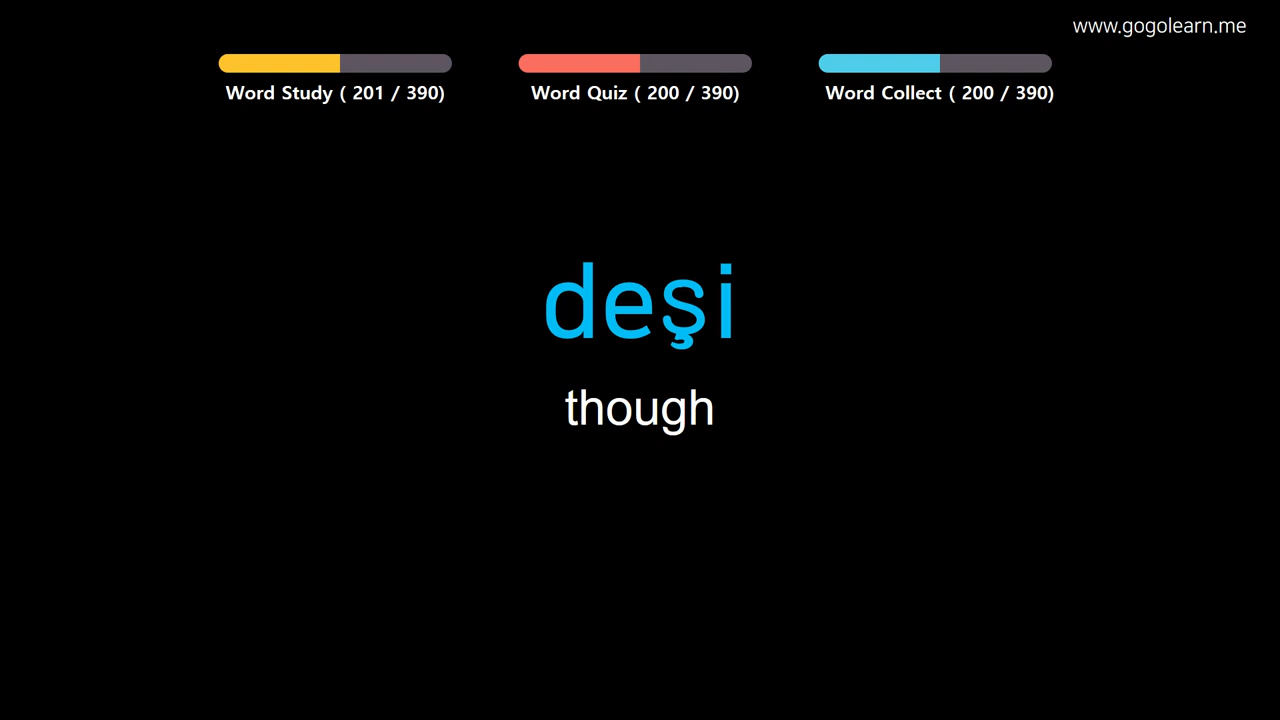 www.gogolearn.me
Word Study ( 201 / 390)
Word Quiz ( 200 / 390)
Word Collect ( 200 / 390)
deşi
though